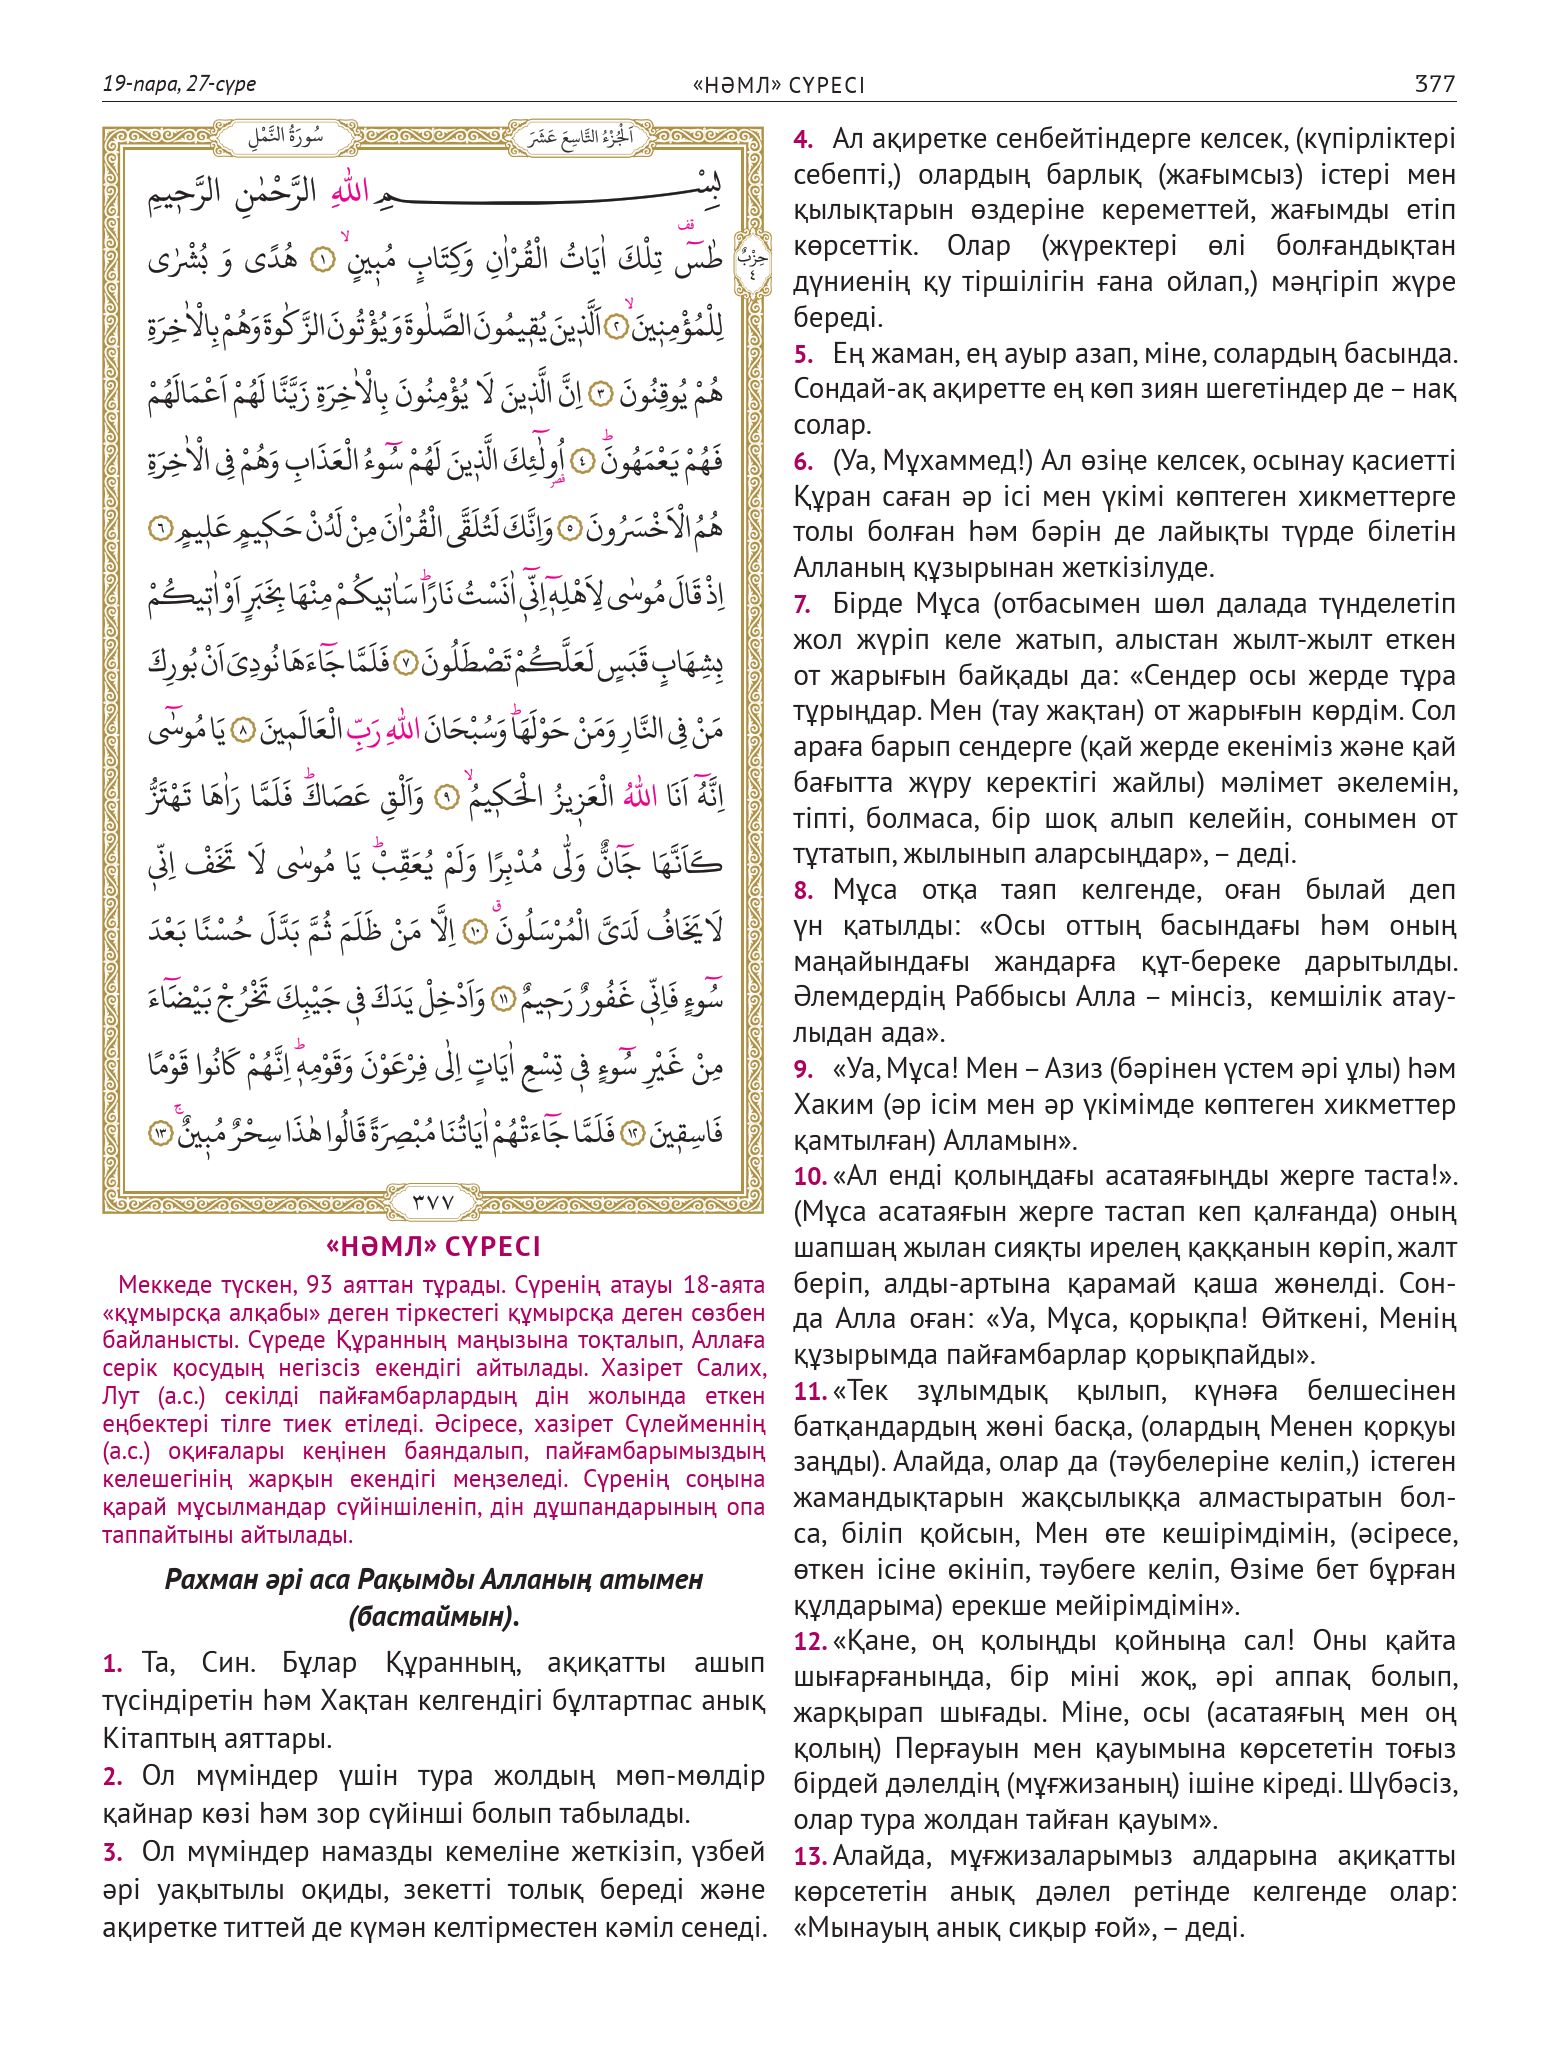 19-пара, 27-сүре
«НӘМЛ» СҮРЕСІ
377
سُورَةُ النَّمْلِ
اَلْجُزْءُ التَّاسِعَ عَشَرَ
حِزْبٌ
٤
بِسْمِ اللّٰهِ الرَّحْمٰنِ الرَّح۪يمِ
طٰسٓ تِلْكَ اٰيَاتُ الْقُرْاٰنِ وَكِتَابٍ مُب۪ينٍ ﴿١﴾ هُدًى وَ بُشْرٰى
لِلْمُؤْمِن۪ينَ ﴿٢﴾ اَلَّذ۪ينَ يُق۪يمُونَ الصَّلٰوةَ وَيُؤْتُونَ الزَّكٰوةَ وَهُمْ بِالْاٰخِرَةِ
هُمْ يُوقِنُونَ ﴿٣﴾ اِنَّ الَّذ۪ينَ لَا يُؤْمِنُونَ بِالْاٰخِرَةِ زَيَّنَّا لَهُمْ اَعْمَالَهُمْ
فَهُمْ يَعْمَهُونَ ﴿٤﴾ اُو۬لٰٓئِكَ الَّذ۪ينَ لَهُمْ سُٓوءُ الْعَذَابِ وَهُمْ فِي الْاٰخِرَةِ
هُمُ الْاَخْسَرُونَ ﴿٥﴾ وَاِنَّكَ لَتُلَقَّى الْقُرْاٰنَ مِنْ لَدُنْ حَك۪يمٍ عَل۪يمٍ ﴿٦﴾
اِذْ قَالَ مُوسٰى لِاَهْلِه۪ٓ اِنّ۪ٓي اٰنَسْتُ نَارًا سَاٰت۪يكُمْ مِنْهَا بِخَبَرٍ اَوْ اٰت۪يكُمْ
بِشِهَابٍ قَبَسٍ لَعَلَّكُمْ تَصْطَلُونَ ﴿٧﴾ فَلَمَّا جَٓاءَهَا نُودِيَ اَنْ بُورِكَ
مَنْ فِي النَّارِ وَمَنْ حَوْلَهَا وَسُبْحَانَ اللّٰهِ رَبِّ الْعَالَم۪ينَ ﴿٨﴾ يَا مُوسٰٓى
اِنَّهُٓ اَنَا اللّٰهُ الْعَز۪يزُ الْحَك۪يمُ ﴿٩﴾ وَاَلْقِ عَصَاكَ فَلَمَّا رَاٰهَا تَهْتَزُّ
كَاَنَّهَا جَٓانٌّ وَلّٰى مُدْبِرًا وَلَمْ يُعَقِّبْ يَا مُوسٰى لَا تَخَفْ اِنّ۪ي
لَا يَخَافُ لَدَيَّ الْمُرْسَلُونَ ﴿١٠﴾ اِلَّا مَنْ ظَلَمَ ثُمَّ بَدَّلَ حُسْنًا بَعْدَ
سُٓوءٍ فَاِنّ۪ي غَفُورٌ رَح۪يمٌ ﴿١١﴾ وَاَدْخِلْ يَدَكَ ف۪ي جَيْبِكَ تَخْرُجْ بَيْضَٓاءَ
مِنْ غَيْرِ سُٓوءٍ ف۪ي تِسْعِ اٰيَاتٍ اِلٰى فِرْعَوْنَ وَقَوْمِه۪ اِنَّهُمْ كَانُوا قَوْمًا
فَاسِق۪ينَ ﴿١٢﴾ فَلَمَّا جَٓاءَتْهُمْ اٰيَاتُنَا مُبْصِرَةً قَالُوا هٰذَا سِحْرٌ مُب۪ينٌ ﴿١٣﴾
٣٧٧
«НӘМЛ» СҮРЕСІ
Меккеде түскен, 93 аяттан тұрады. Сүренің атауы 18-аята
«құмырсқа алқабы» деген тіркестегі құмырсқа деген сөзбен
байланысты. Сүреде Құранның маңызына тоқталып, Аллаға
серік қосудың негізсіз екендігі айтылады. Хазірет Салих,
Лут (а.с.) секілді пайғамбарлардың дін жолында еткен
еңбектері тілге тиек етіледі. Әсіресе, хазірет Сүлейменнің
(а.с.) оқиғалары кеңінен баяндалып, пайғамбарымыздың
келешегінің жарқын екендігі меңзеледі. Сүренің соңына
қарай мұсылмандар сүйіншіленіп, дін дұшпандарының опа
таппайтыны айтылады.
Рахман әрі аса Рақымды Алланың атымен
(бастаймын).
1. Та, Син. Бұлар Құранның, ақиқатты ашып
түсіндіретін һәм Хақтан келгендігі бұлтартпас анық
Кітаптың аяттары.
2. Ол мүміндер үшін тура жолдың мөп-мөлдір
қайнар көзі һәм зор сүйінші болып табылады.
3. Ол мүміндер намазды кемеліне жеткізіп, үзбей
әрі уақытылы оқиды, зекетті толық береді және
ақиретке титтей де күмән келтірместен кәміл сенеді.
4. Ал ақиретке сенбейтіндерге келсек, (күпірліктері
себепті,) олардың барлық (жағымсыз) істері мен
қылықтарын өздеріне кереметтей, жағымды етіп
көрсеттік. Олар (жүректері өлі болғандықтан
дүниенің қу тіршілігін ғана ойлап,) мәңгіріп жүре
береді.
5. Ең жаман, ең ауыр азап, міне, солардың басында.
Сондай-ақ ақиретте ең көп зиян шегетіндер де – нақ
солар.
6. (Уа, Мұхаммед!) Ал өзіңе келсек, осынау қасиетті
Құран саған әр ісі мен үкімі көптеген хикметтерге
толы болған һәм бәрін де лайықты түрде білетін
Алланың құзырынан жеткізілуде.
7. Бірде Мұса (отбасымен шөл далада түнделетіп
жол жүріп келе жатып, алыстан жылт-жылт еткен
от жарығын байқады да: «Сендер осы жерде тұра
тұрыңдар. Мен (тау жақтан) от жарығын көрдім. Сол
араға барып сендерге (қай жерде екеніміз және қай
бағытта жүру керектігі жайлы) мәлімет әкелемін,
тіпті, болмаса, бір шоқ алып келейін, сонымен от
тұтатып, жылынып аларсыңдар», – деді.
8. Мұса отқа таяп келгенде, оған былай деп
үн қатылды: «Осы оттың басындағы һәм оның
маңайындағы жандарға құт-береке дарытылды.
Әлемдердің Раббысы Алла – мінсіз, кемшілік атау-
лыдан ада».
9. «Уа, Мұса! Мен – Азиз (бәрінен үстем әрі ұлы) һәм
Хаким (әр ісім мен әр үкімімде көптеген хикметтер
қамтылған) Алламын».
10. «Ал енді қолыңдағы асатаяғыңды жерге таста!».
(Мұса асатаяғын жерге тастап кеп қалғанда) оның
шапшаң жылан сияқты ирелең қаққанын көріп, жалт
беріп, алды-артына қарамай қаша жөнелді. Сон-
да Алла оған: «Уа, Мұса, қорықпа! Өйткені, Менің
құзырымда пайғамбарлар қорықпайды».
11. «Тек зұлымдық қылып, күнәға белшесінен
батқандардың жөні басқа, (олардың Менен қорқуы
заңды). Алайда, олар да (тәубелеріне келіп,) істеген
жамандықтарын жақсылыққа алмастыратын бол-
са, біліп қойсын, Мен өте кешірімдімін, (әсіресе,
өткен ісіне өкініп, тәубеге келіп, Өзіме бет бұрған
құлдарыма) ерекше мейірімдімін».
12. «Қане, оң қолыңды қойныңа сал! Оны қайта
шығарғаныңда, бір міні жоқ, әрі аппақ болып,
жарқырап шығады. Міне, осы (асатаяғың мен оң
қолың) Перғауын мен қауымына көрсететін тоғыз
бірдей дәлелдің (мұғжизаның) ішіне кіреді. Шүбәсіз,
олар тура жолдан тайған қауым».
13. Алайда, мұғжизаларымыз алдарына ақиқатты
көрсететін анық дәлел ретінде келгенде олар:
«Мынауың анық сиқыр ғой», – деді.